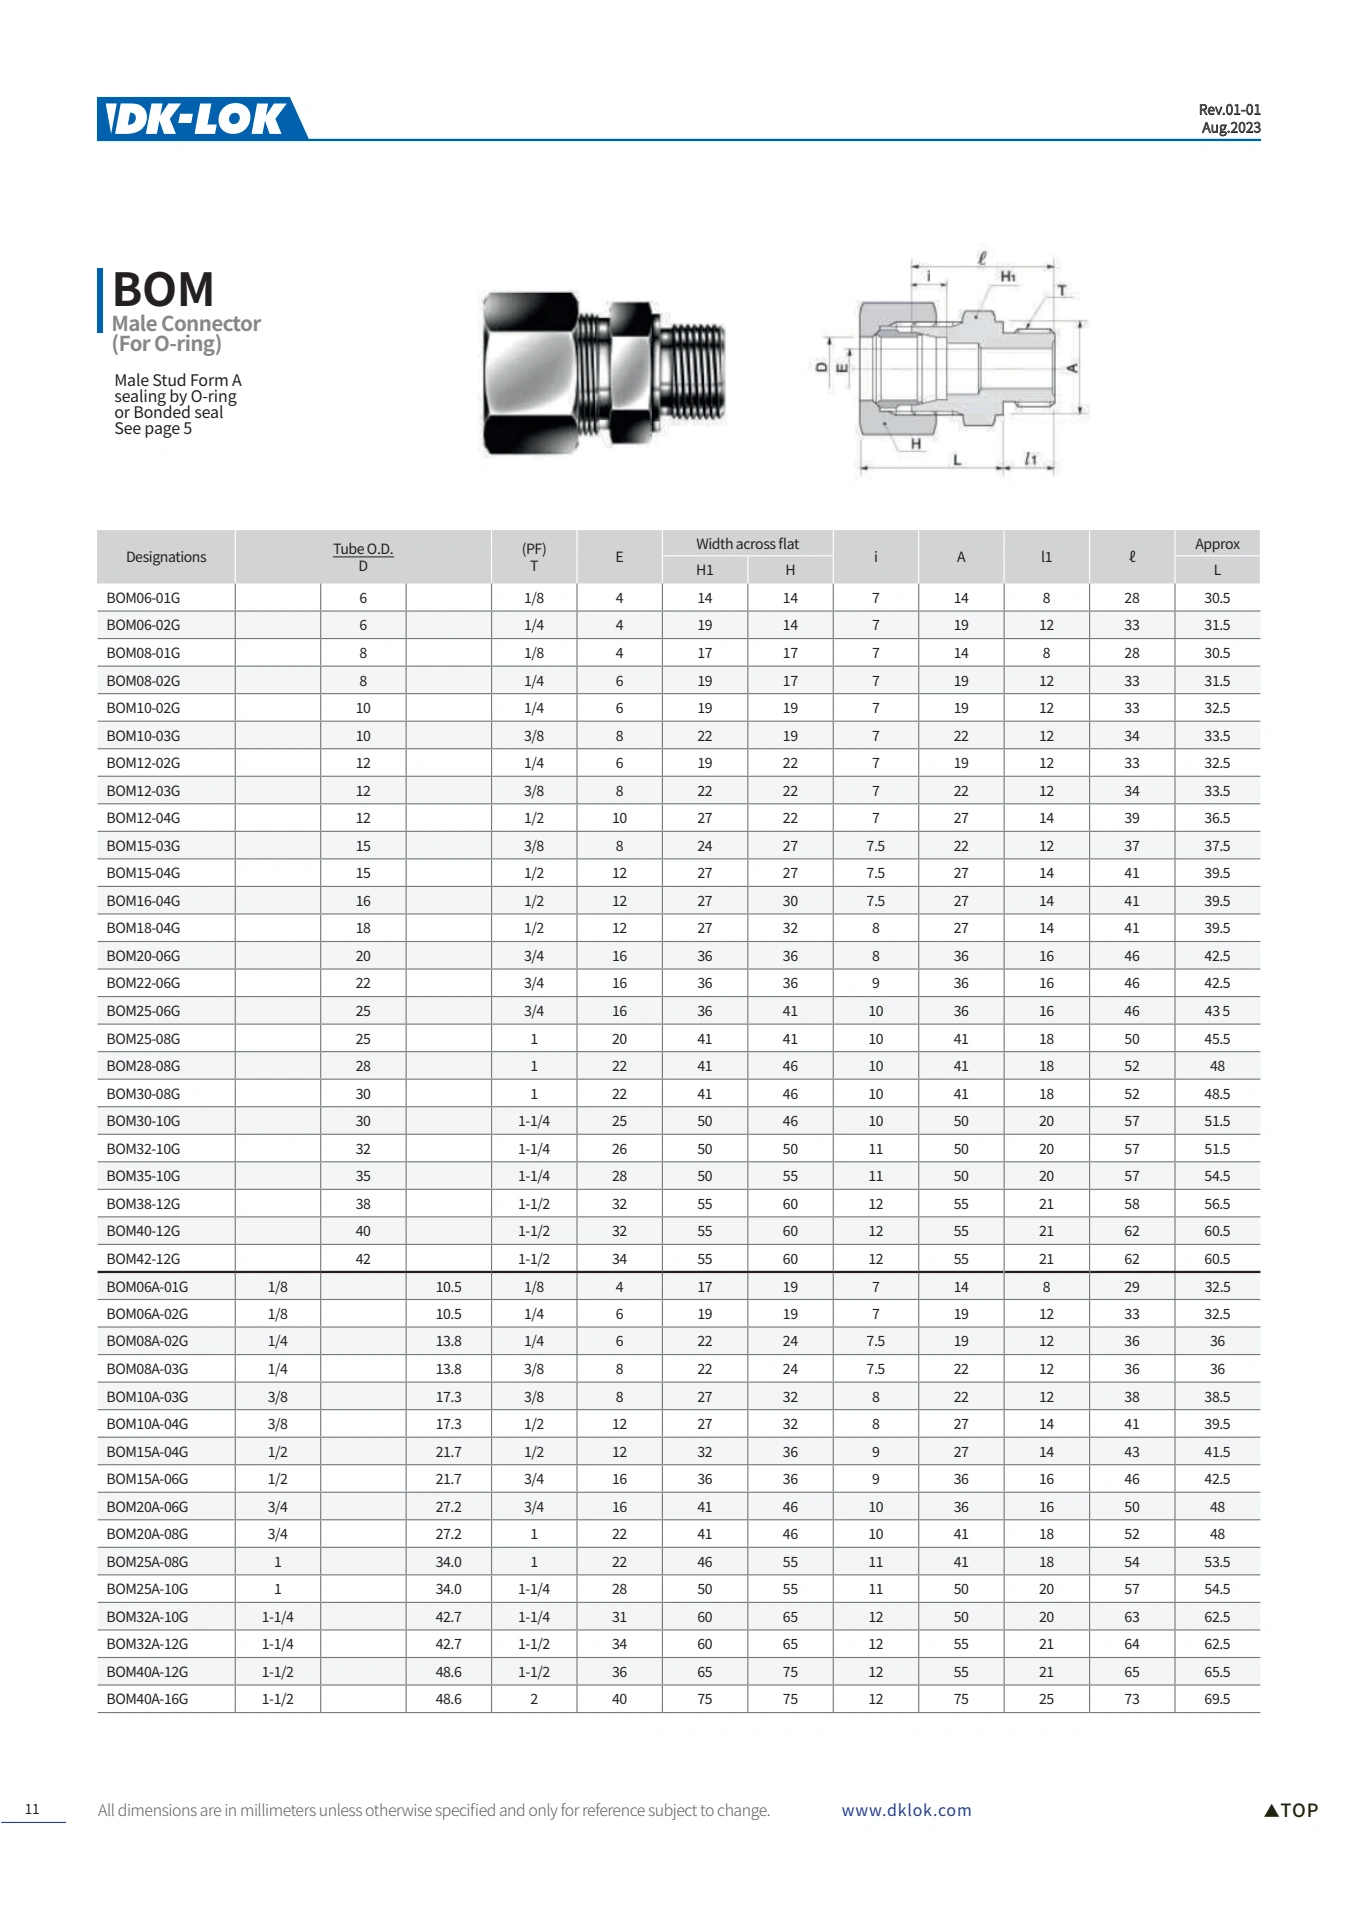 DK-LOK
Rev.01-01
Aug.2023
BOM
Male Connector
(For O-ring)
Male Stud Form A
sealing by O-ring
or Bonded seal
See page 5
ℓ
i
H1
T
D
E
A
H
L
l1
Designations Tube O.D. D (PF) T E Width across flat H1 H i A l1 ℓ Approx L
BOM06-01G 6 1/8 4 14 14 7 14 8 28 30.5
BOM06-02G 6 1/4 4 19 14 7 19 12 33 31.5
BOM08-01G 8 1/8 4 17 17 7 14 8 28 30.5
BOM08-02G 8 1/4 6 19 17 7 19 12 33 31.5
BOM10-02G 10 1/4 6 19 19 7 19 12 33 32.5
BOM10-03G 10 3/8 8 22 19 7 22 12 34 33.5
BOM12-02G 12 1/4 6 19 22 7 19 12 33 32.5
BOM12-03G 12 3/8 8 22 22 7 22 12 34 33.5
BOM12-04G 12 1/2 10 27 22 7 27 14 39 36.5
BOM15-03G 15 3/8 8 24 27 7.5 22 12 37 37.5
BOM15-04G 15 1/2 12 27 27 7.5 27 14 41 39.5
BOM16-04G 16 1/2 12 27 30 7.5 27 14 41 39.5
BOM18-04G 18 1/2 12 27 32 8 27 14 41 39.5
BOM20-06G 20 3/4 16 36 36 8 36 16 46 42.5
BOM22-06G 22 3/4 16 36 36 9 36 16 46 42.5
BOM25-06G 25 3/4 16 36 41 10 36 16 46 43 5
BOM25-08G 25 1 20 41 41 10 41 18 50 45.5
BOM28-08G 28 1 22 41 46 10 41 18 52 48
BOM30-08G 30 1 22 41 46 10 41 18 52 48.5
BOM30-10G 30 1-1/4 25 50 46 10 50 20 57 51.5
BOM32-10G 32 1-1/4 26 50 50 11 50 20 57 51.5
BOM35-10G 35 1-1/4 28 50 55 11 50 20 57 54.5
BOM38-12G 38 1-1/2 32 55 60 12 55 21 58 56.5
BOM40-12G 40 1-1/2 32 55 60 12 55 21 62 60.5
BOM42-12G 42 1-1/2 34 55 60 12 55 21 62 60.5
BOM06A-01G 1/8 10.5 1/8 4 17 19 7 14 8 29 32.5
BOM06A-02G 1/8 10.5 1/4 6 19 19 7 19 12 33 32.5
BOM08A-02G 1/4 13.8 1/4 6 22 24 7.5 19 12 36 36
BOM08A-03G 1/4 13.8 3/8 8 22 24 7.5 22 12 36 36
BOM10A-03G 3/8 17.3 3/8 8 27 32 8 22 12 38 38.5
BOM10A-04G 3/8 17.3 1/2 12 27 32 8 27 14 41 39.5
BOM15A-04G 1/2 21.7 1/2 12 32 36 9 27 14 43 41.5
BOM15A-06G 1/2 21.7 3/4 16 36 36 9 36 16 46 42.5
BOM20A-06G 3/4 27.2 3/4 16 41 46 10 36 16 50 48
BOM20A-08G 3/4 27.2 1 22 41 46 10 41 18 52 48
BOM25A-08G 1 34.0 1 22 46 55 11 41 18 54 53.5
BOM25A-10G 1 34.0 1-1/4 28 50 55 11 50 20 57 54.5
BOM32A-10G 1-1/4 42.7 1-1/4 31 60 65 12 50 20 63 62.5
BOM32A-12G 1-1/4 42.7 1-1/2 34 60 65 12 55 21 64 62.5
BOM40A-12G 1-1/2 48.6 1-1/2 36 65 75 12 55 21 65 65.5
BOM40A-16G 1-1/2 48.6 2 40 75 75 12 75 25 73 69.5
11 All dimensions are in millimeters unless otherwise specified and only for reference subject to change. www.dklok.com ▲TOP